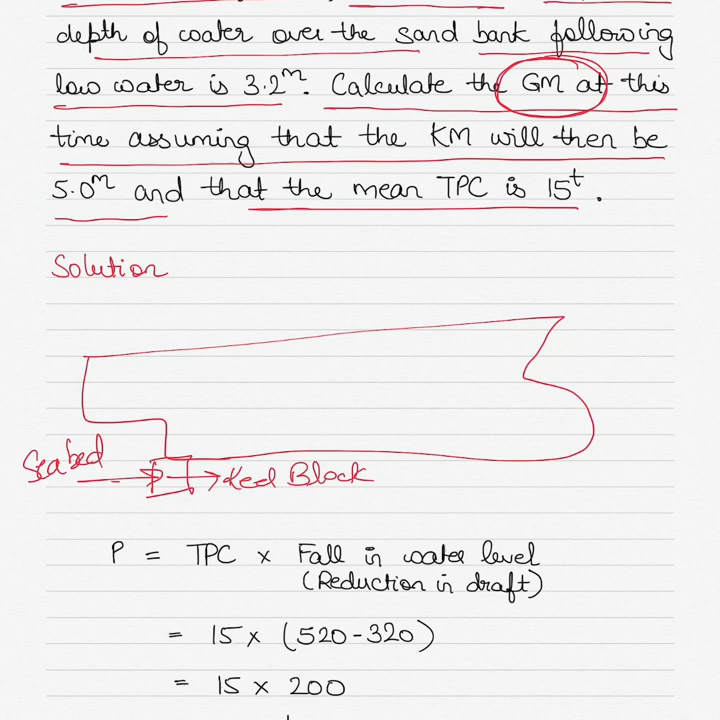 depth of water over the sand bank following
low water is 3.2m. Calculate the GM at this
time assuming that the KM will then be
5.0m and that the mean TPC is 15t.
Solution
Sea bed
Keel Block
P = TPC × Fall in water level
(Reduction in draft)
= 15 × (520-320)
= 15 × 200